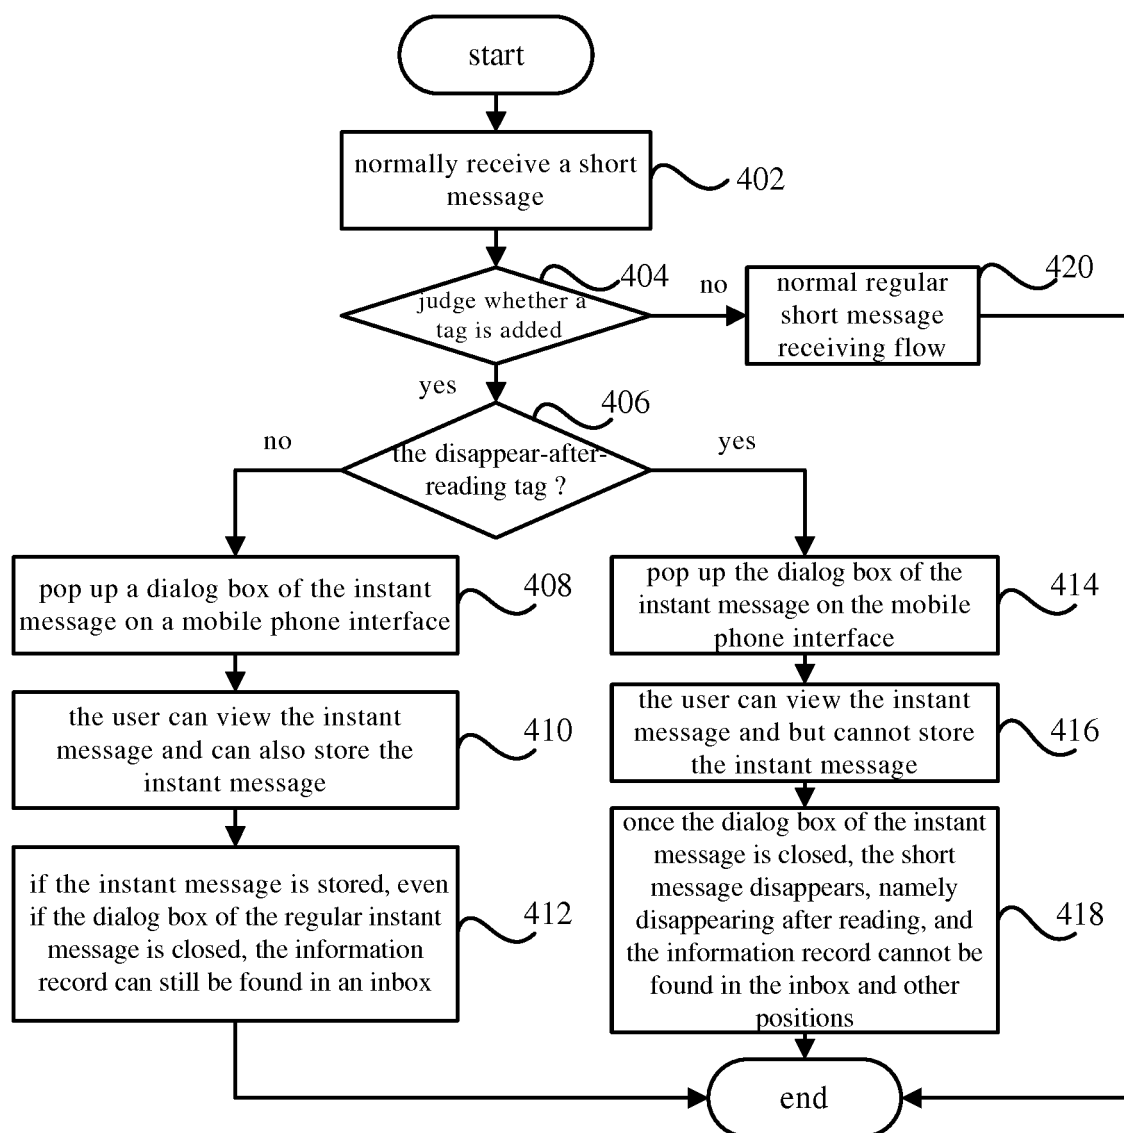 start
normally receive a short
message
402
404
judge whether a
tag is added
no
420
normal regular
short message
receiving flow
yes
406
no
yes
the disappear-after-
reading tag ?
pop up a dialog box of the instant
message on a mobile phone interface
408
pop up the dialog box of the
instant message on the mobile
phone interface
414
the user can view the instant
message and can also store the
instant message
410
the user can view the instant
message and but cannot store
the instant message
416
if the instant message is stored, even
if the dialog box of the regular instant
message is closed, the information
record can still be found in an inbox
412
once the dialog box of the instant
message is closed, the short
message disappears, namely
disappearing after reading, and
the information record cannot be
found in the inbox and other
positions
418
end